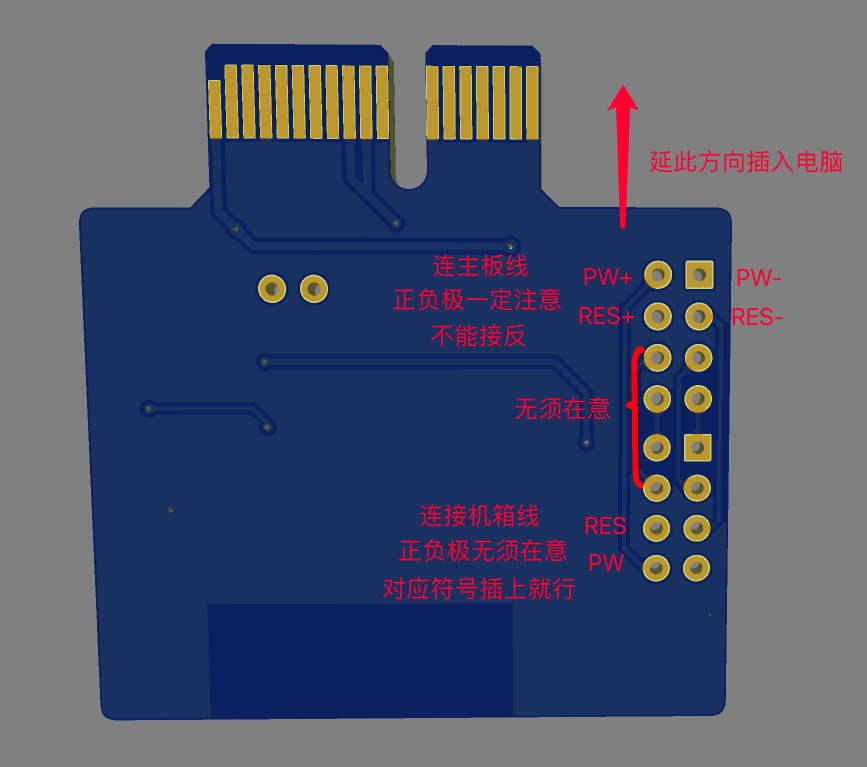 延此方向插入电脑
连主板线
正负极一定注意
不能接反
PW+
PW-
RES+
RES-
无须在意
连接机箱线
正负极无须在意
对应符号插上就行
RES
PW